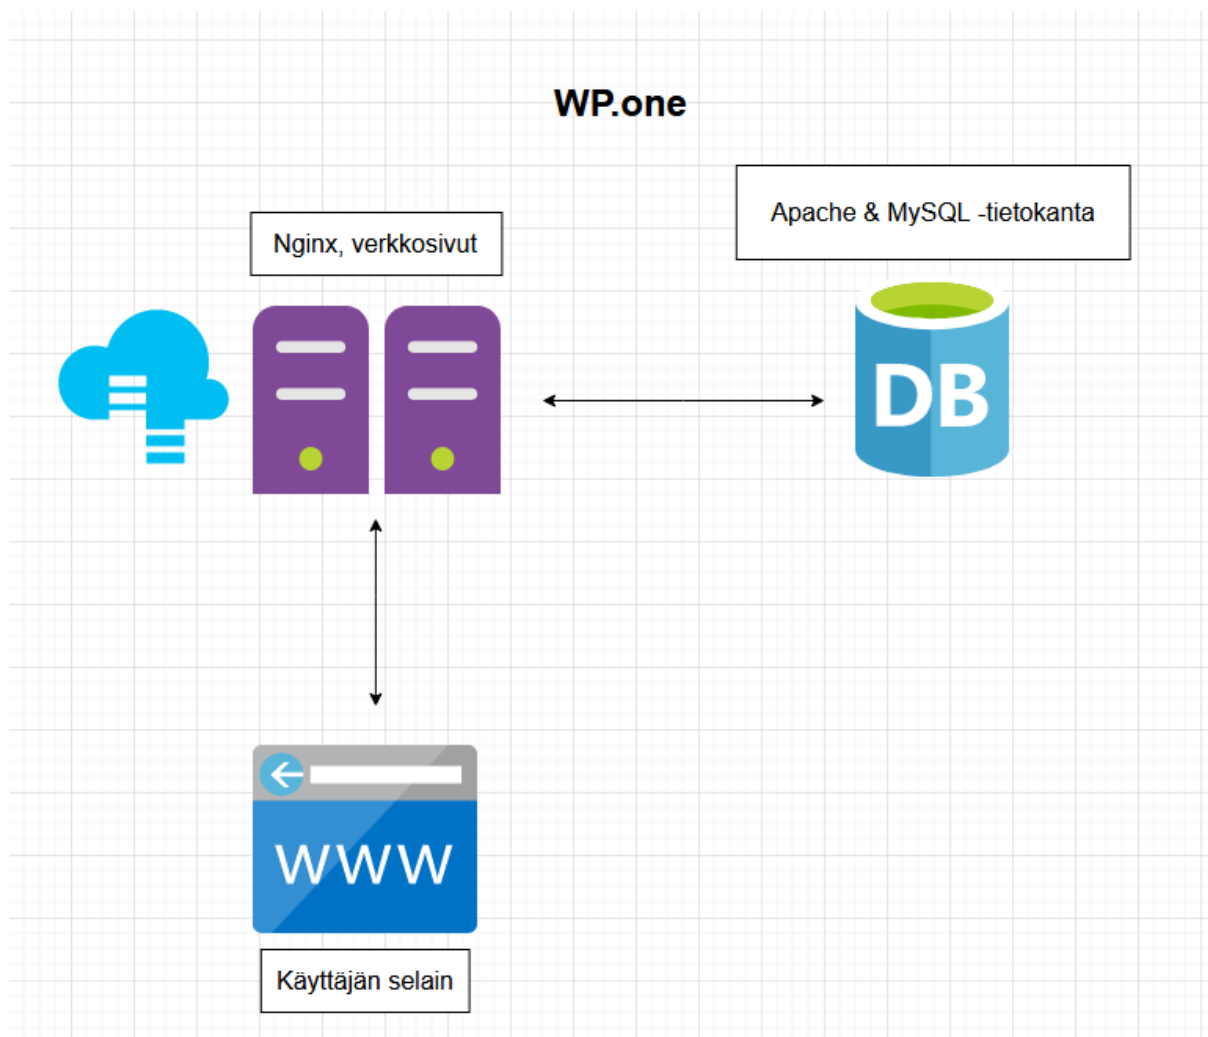 WP.one
Apache & MySQL -tietokanta
Nginx, verkkosivut
DB
WWW
Käyttäjän selain